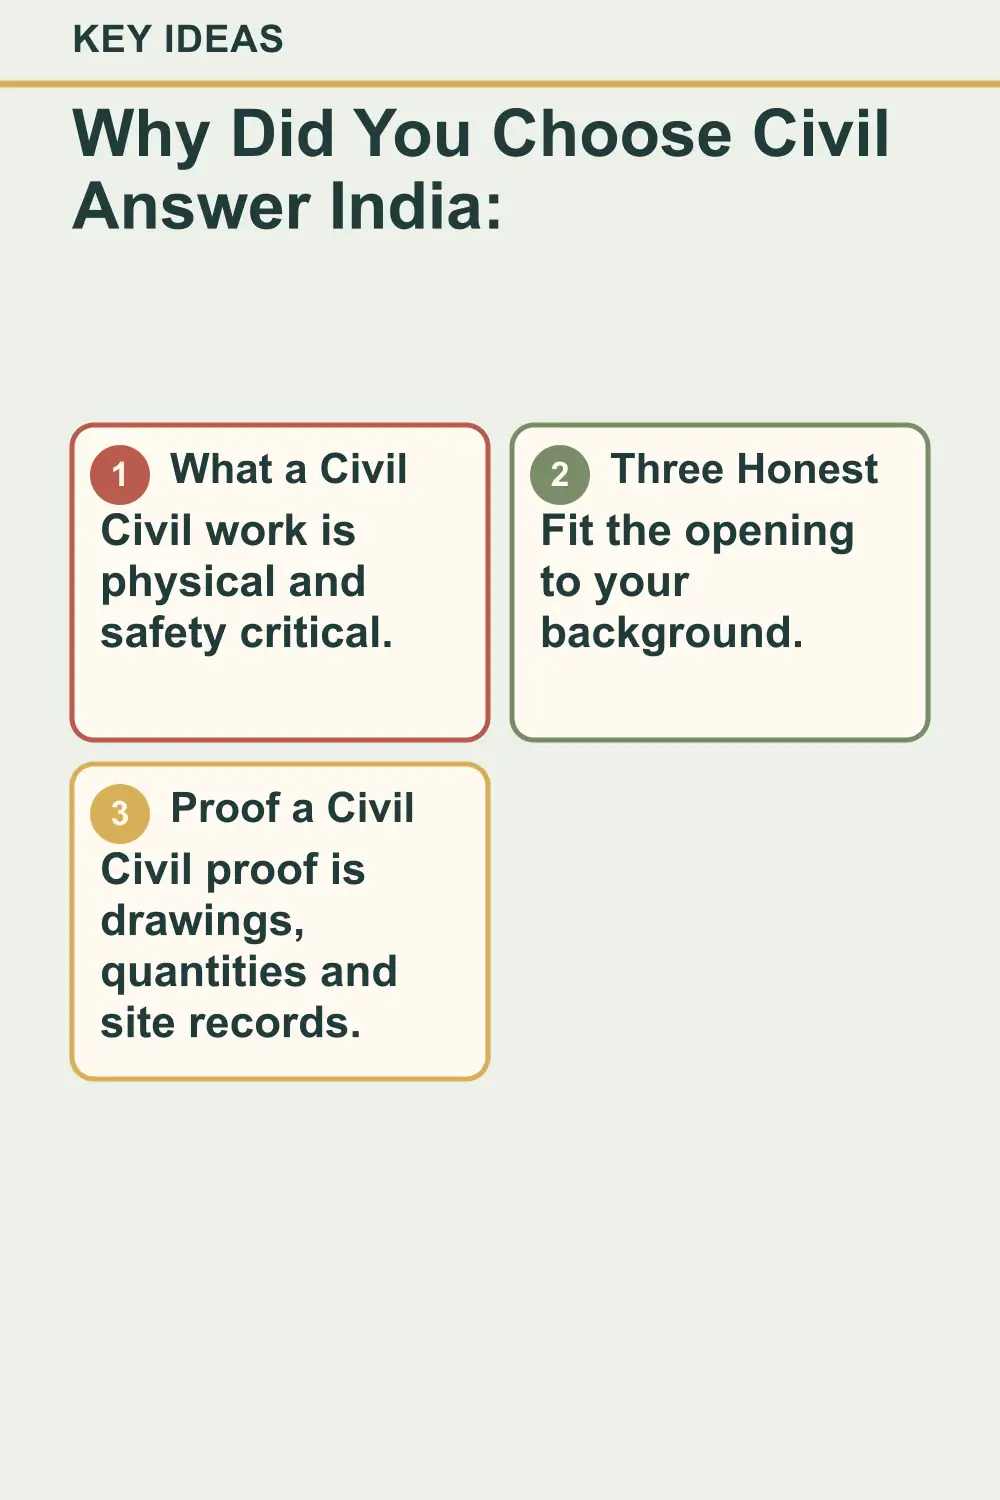 KEY IDEAS
Why Did You Choose Civil
Answer India:
1 What a Civil
Civil work is
physical and
safety critical.
2 Three Honest
Fit the opening
to your
background.
3 Proof a Civil
Civil proof is
drawings,
quantities and
site records.